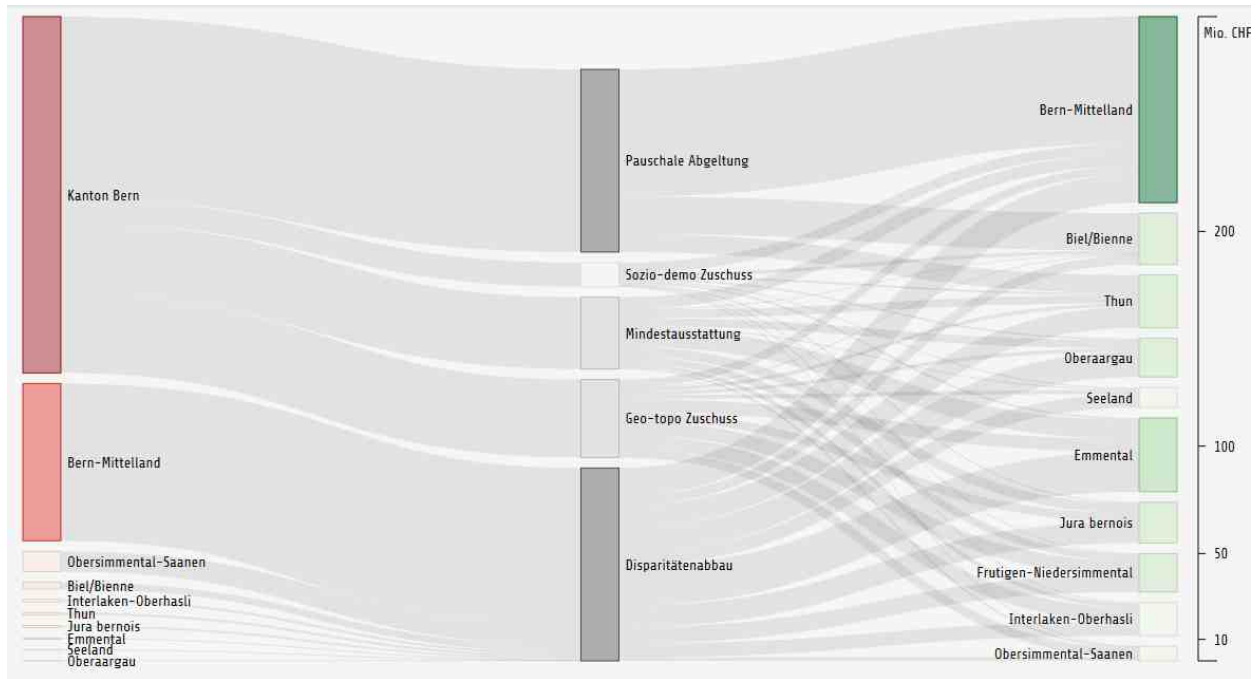 Kanton Bern
Bern-Mittelland
Obersimmental-Saanen
Biel/Bienne
Interlaken-Oberhasli
Thun
Jura bernois
Emmental
Seeland
Oberaargau
Pauschale Abgeltung
Sozio-demo Zuschuss
Mindestausstattung
Geo-topo Zuschuss
Disparitätenabbau
Bern-Mittelland
Biel/Bienne
Thun
Oberaargau
Seeland
Emmental
Jura bernois
Frutigen-Niedersimmental
Interlaken-Oberhasli
Obersimmental-Saanen
Mio. CHF
200
100
50
10